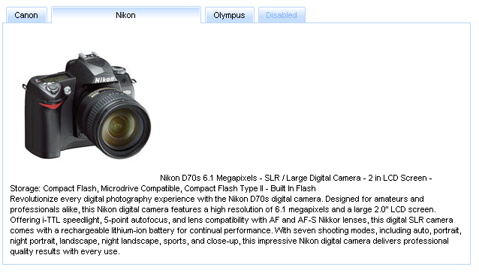 Canon Nikon Olympus Disabled
Nikon
Nikon D70s 6.1 Megapixels - SLR / Large Digital Camera - 2 in LCD Screen -
Storage: Compact Flash, Microdrive Compatible, Compact Flash Type II - Built In Flash
Revolutionize every digital photography experience with the Nikon D70s digital camera. Designed for amateurs and
professionals alike, this Nikon digital camera features a high resolution of 6.1 megapixels and a large 2.0" LCD screen.
Offering i-TTL speedlight, 5-point autofocus, and lens compatibility with AF and AF-S Nikkor lenses, this digital SLR camera
comes with a rechargeable lithium-ion battery for continual performance. With seven shooting modes, including auto, portrait,
night portrait, landscape, night landscape, sports, and close-up, this impressive Nikon digital camera delivers professional
quality results with every use.